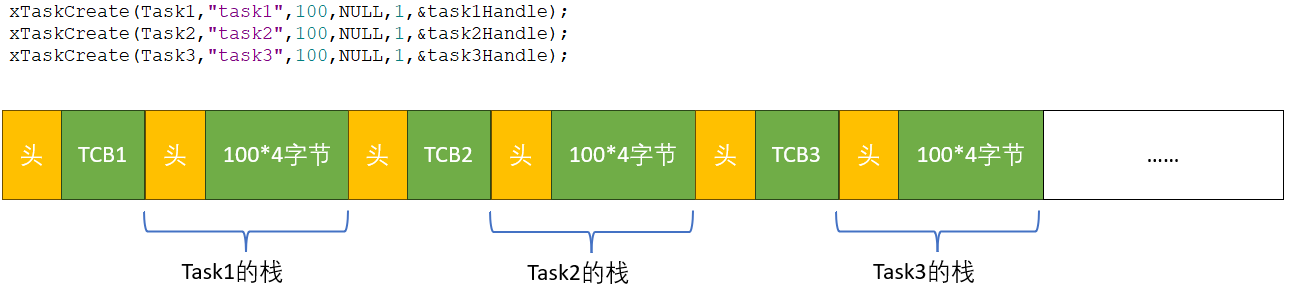 xTaskCreate(Task1,"task1",100,NULL,1,&task1Handle);
xTaskCreate(Task2,"task2",100,NULL,1,&task2Handle);
xTaskCreate(Task3,"task3",100,NULL,1,&task3Handle);
头 TCB1 头 100*4字节 头 TCB2 头 100*4字节 头 TCB3 头 100*4字节 ......
Task1的栈 Task2的栈 Task3的栈